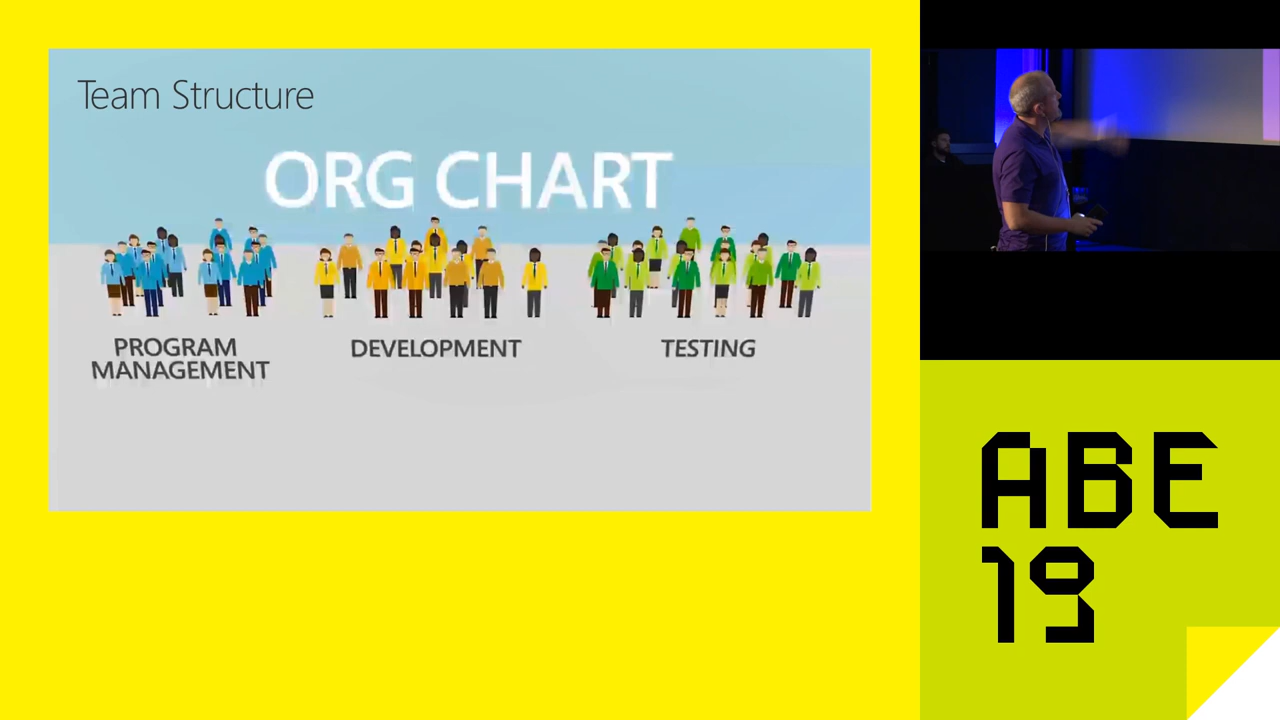 Team Structure
ORG CHART
PROGRAM
MANAGEMENT
DEVELOPMENT
TESTING
ABE
19